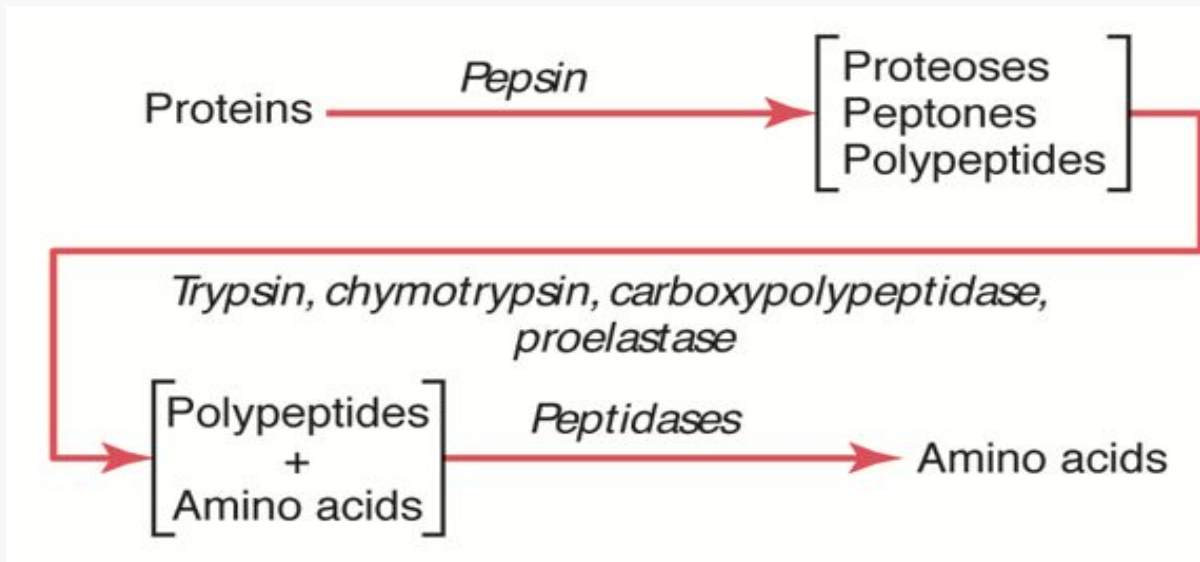 Pepsin
Proteins
Proteoses
Peptones
Polypeptides
Trypsin, chymotrypsin, carboxypolypeptidase,
proelastase
Polypeptides
+
Amino acids
Peptidases
Amino acids